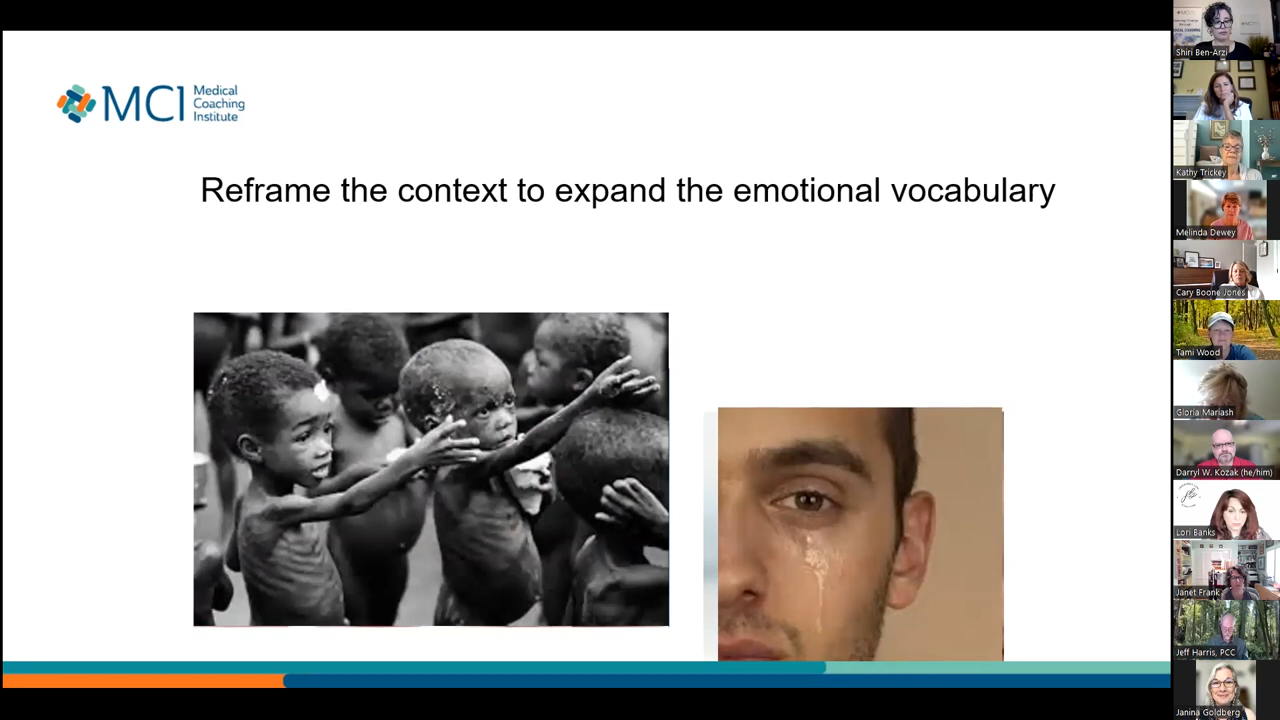 MCI
Medical
Coaching
Institute
Reframe the context to expand the emotional vocabulary
Shiri Ben-Arzi
Kathy Trickey
Melinda Dewey
Cary Boone Jones
Tami Wood
Gloria Mariash
Darryl W. Kozak (he/him)
Lori Banks
Janet Frank
Jeff Harris, PCC
Janina Goldberg